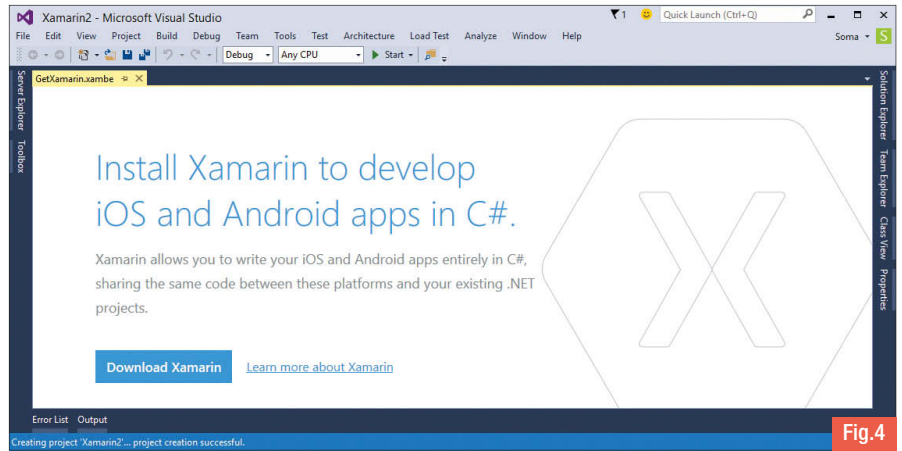 Xamarin2 - Microsoft Visual Studio
1
Quick Launch (Ctrl+Q)
File Edit View Project Build Debug Team Tools Test Architecture Load Test Analyze Window Help
Soma S
Debug Any CPU Start
GetXamarin.xambe
Server Explorer
Toolbox
Install Xamarin to develop
iOS and Android apps in C#.
Xamarin allows you to write your iOS and Android apps entirely in C#,
sharing the same code between these platforms and your existing .NET
projects.
Download Xamarin Learn more about Xamarin
Solution Explorer
Team Explorer
Class View
Properties
Error List Output
Creating project 'Xamarin2'... project creation successful.
Fig.4